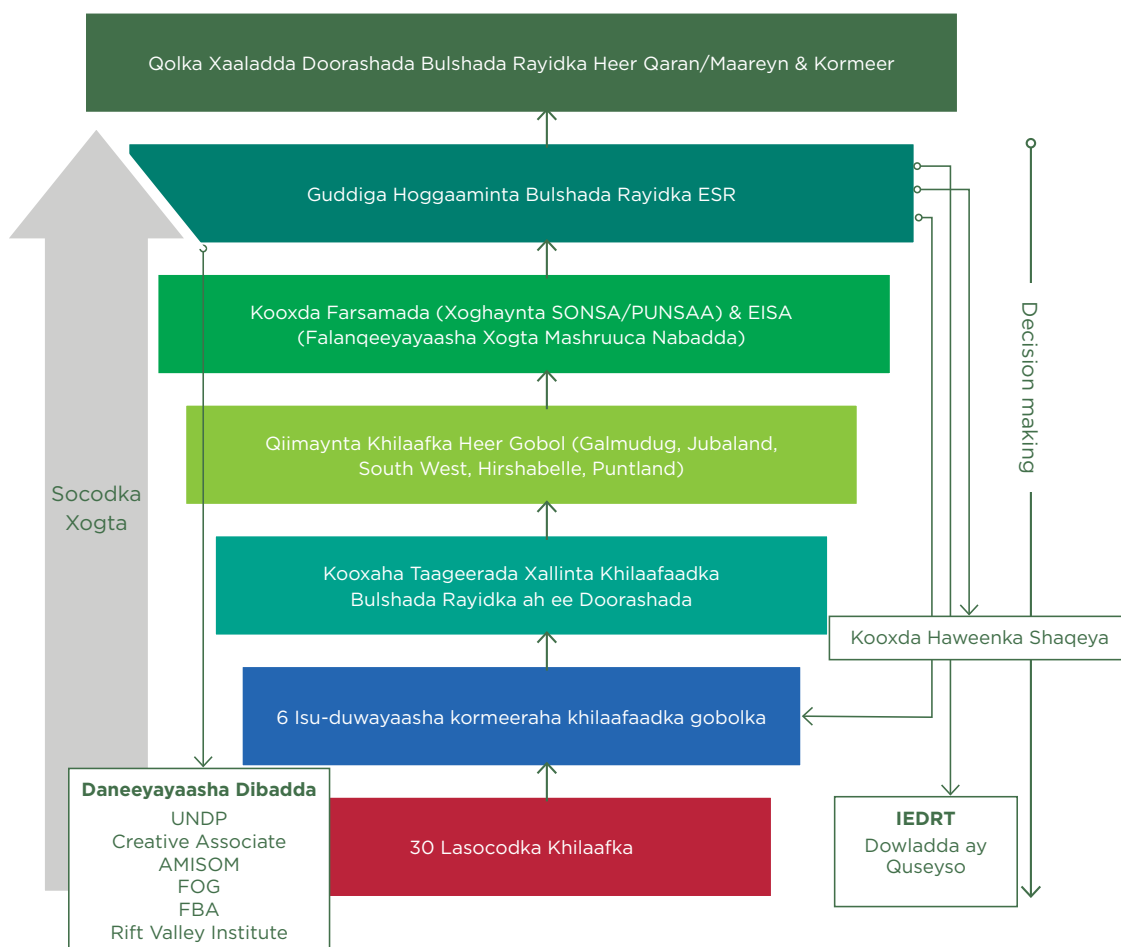 Qolka Xaaladda Doorashada Bulshada Rayidka Heer Qaran/Maareyn & Kormeer
Guddiga Hoggaaminta Bulshada Rayidka ESR
Kooxda Farsamada (Xoghaynta SONSA/PUNSAA) & EISA
(Falanqeeyayaasha Xogta Mashruuca Nabadda)
Qiimaynta Khilaafka Heer Gobol (Galmudug, Jubaland,
South West, Hirshabelle, Puntland)
Kooxaha Taageerada Xallinta Khilaafaadka
Bulshada Rayidka ah ee Doorashada
6 Isu-duwayaasha kormeeraha khilaafaadka gobolka
30 Lasocodka Khilaafka
Socodka
Xogta
Decision making
Kooxda Haweenka Shaqeya
Daneeyayaasha Dibadda
UNDP
Creative Associate
AMISOM
FOG
FBA
Rift Valley Institute
IEDRT
Dowladda ay
Quseyso